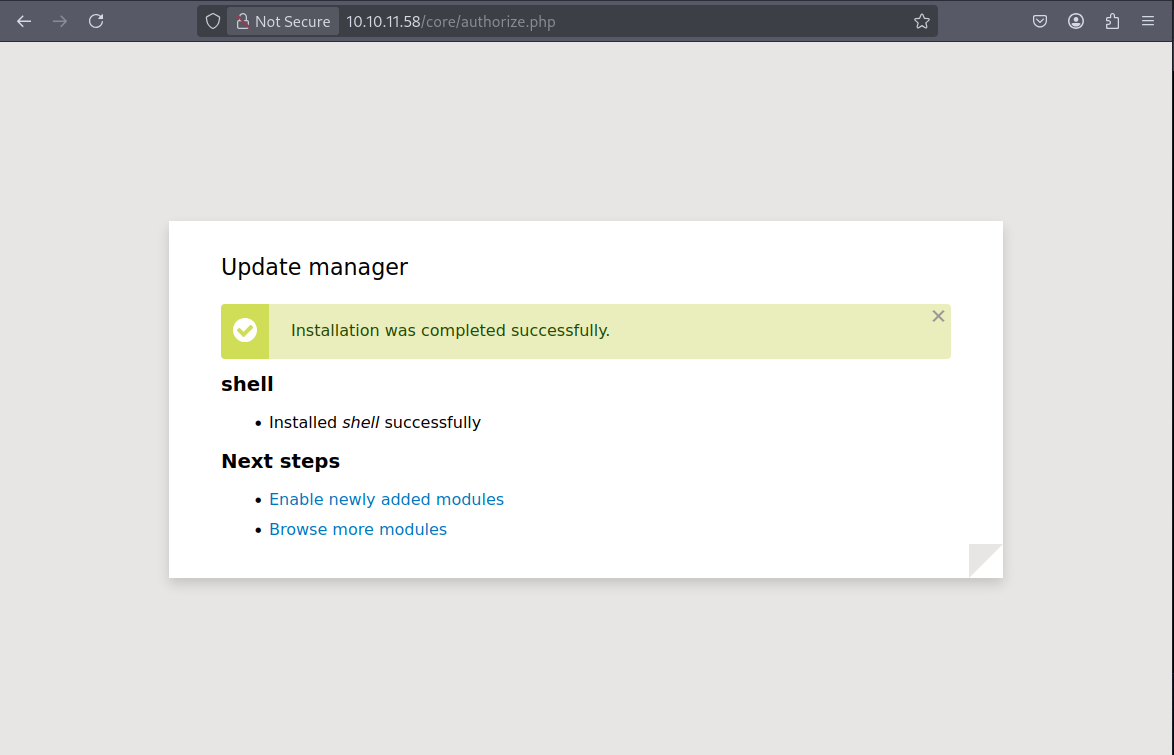 Not Secure 10.10.11.58/core/authorize.php
Update manager
Installation was completed successfully.
shell
Installed shell successfully
Next steps
Enable newly added modules
Browse more modules